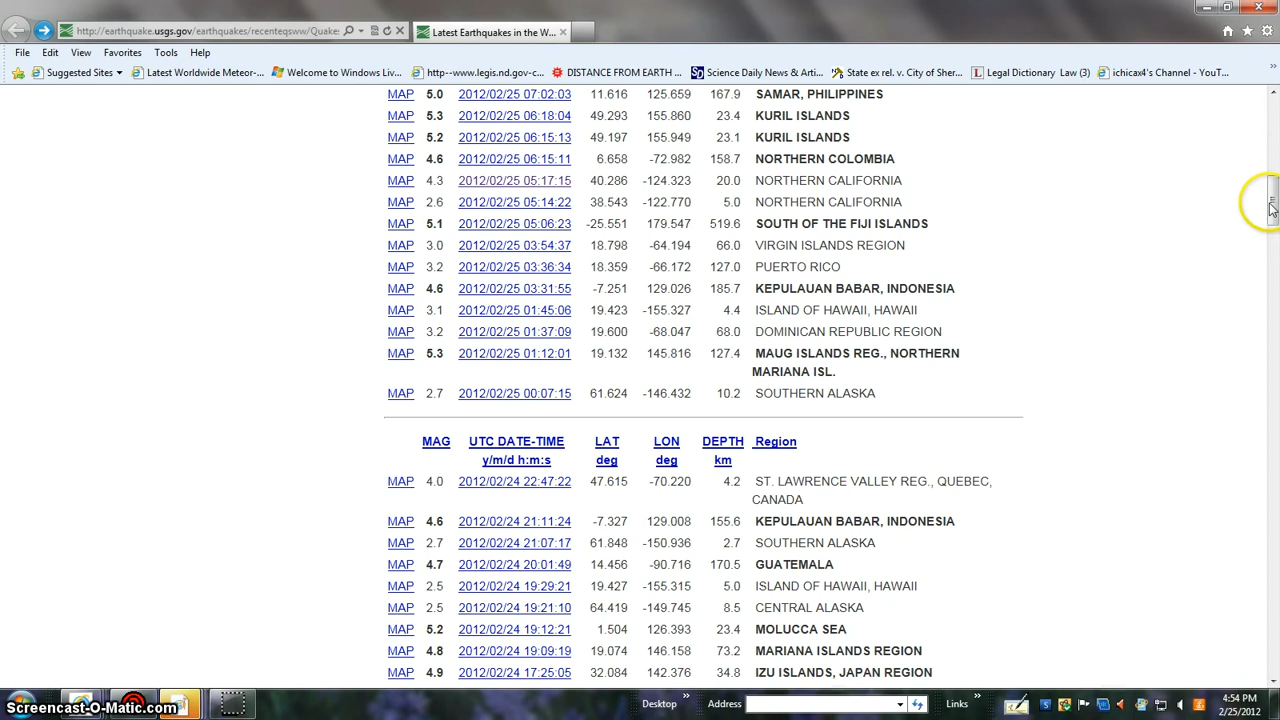 http://earthquake.usgs.gov/earthquakes/recenteqsww/Quake
Latest Earthquakes in the W...
File Edit View Favorites Tools Help
Suggested Sites Latest Worldwide Meteor-... Welcome to Windows Liv... http--www.legis.nd.gov-c... DISTANCE FROM EARTH ... Sp Science Daily News & Arti... State ex rel. v. City of Sher... L Legal Dictionary Law (3) ichicax4's Channel - YouT...
MAP 5.0 2012/02/25 07:02:03 11.616 125.659 167.9 SAMAR, PHILIPPINES
MAP 5.3 2012/02/25 06:18:04 49.293 155.860 23.4 KURIL ISLANDS
MAP 5.2 2012/02/25 06:15:13 49.197 155.949 23.1 KURIL ISLANDS
MAP 4.6 2012/02/25 06:15:11 6.658 -72.982 158.7 NORTHERN COLOMBIA
MAP 4.3 2012/02/25 05:17:15 40.286 -124.323 20.0 NORTHERN CALIFORNIA
MAP 2.6 2012/02/25 05:14:22 38.543 -122.770 5.0 NORTHERN CALIFORNIA
MAP 5.1 2012/02/25 05:06:23 -25.551 179.547 519.6 SOUTH OF THE FIJI ISLANDS
MAP 3.0 2012/02/25 03:54:37 18.798 -64.194 66.0 VIRGIN ISLANDS REGION
MAP 3.2 2012/02/25 03:36:34 18.359 -66.172 127.0 PUERTO RICO
MAP 4.6 2012/02/25 03:31:55 -7.251 129.026 185.7 KEPULAUAN BABAR, INDONESIA
MAP 3.1 2012/02/25 01:45:06 19.423 -155.327 4.4 ISLAND OF HAWAII, HAWAII
MAP 3.2 2012/02/25 01:37:09 19.600 -68.047 68.0 DOMINICAN REPUBLIC REGION
MAP 5.3 2012/02/25 01:12:01 19.132 145.816 127.4 MAUG ISLANDS REG., NORTHERN
MARIANA ISL.
MAP 2.7 2012/02/25 00:07:15 61.624 -146.432 10.2 SOUTHERN ALASKA
MAG UTC DATE-TIME LAT LON DEPTH Region
y/m/d h:m:s deg deg km
MAP 4.0 2012/02/24 22:47:22 47.615 -70.220 4.2 ST. LAWRENCE VALLEY REG., QUEBEC,
CANADA
MAP 4.6 2012/02/24 21:11:24 -7.327 129.008 155.6 KEPULAUAN BABAR, INDONESIA
MAP 2.7 2012/02/24 21:07:17 61.848 -150.936 2.7 SOUTHERN ALASKA
MAP 4.7 2012/02/24 20:01:49 14.456 -90.716 170.5 GUATEMALA
MAP 2.5 2012/02/24 19:29:21 19.427 -155.315 5.0 ISLAND OF HAWAII, HAWAII
MAP 2.5 2012/02/24 19:21:10 64.419 -149.745 8.5 CENTRAL ALASKA
MAP 5.2 2012/02/24 19:12:21 1.504 126.393 23.4 MOLUCCA SEA
MAP 4.8 2012/02/24 19:09:19 19.074 146.158 73.2 MARIANA ISLANDS REGION
MAP 4.9 2012/02/24 17:25:05 32.084 142.376 34.8 IZU ISLANDS, JAPAN REGION
Screencast-O-Matic.com Desktop » Address Links » 4:54 PM
2/25/2012